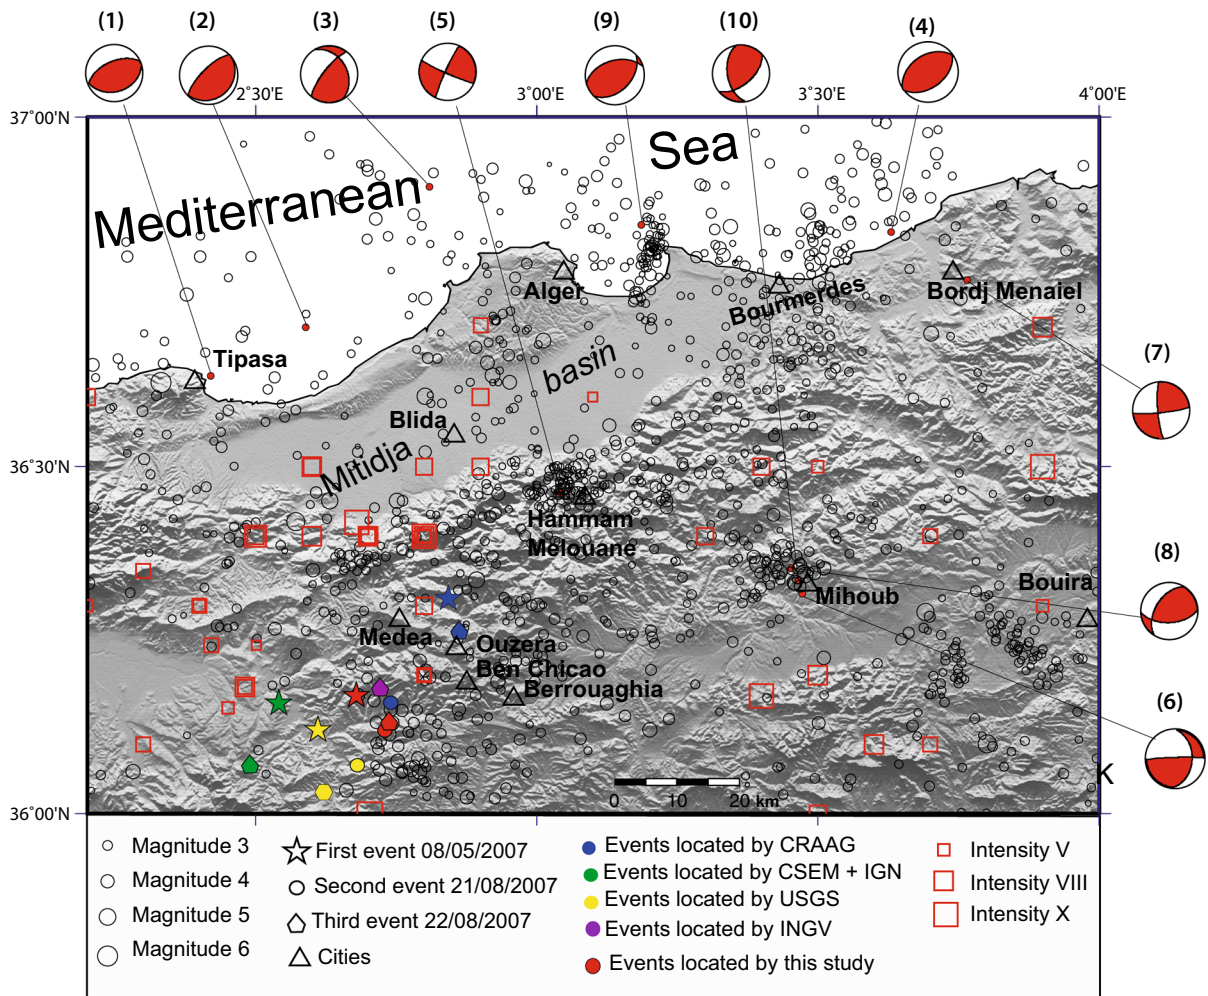 (1) (2) (3) (5) (9) (10) (4)
2°30'E 3°00'E 3°30'E 4°00'E
37°00'N
Sea
Mediterranean
Alger
Bourmerdes
Bordj Menaiel
Tipasa
basin
(7)
Blida
Mitidja
36°30'N
Hammam
Melouane
(8)
Bouira
Mihoub
Medea
Ouzera
Ben Chicao
Berrouaghia
(6)
K
0 10 20 km
36°00'N
Magnitude 3
Magnitude 4
Magnitude 5
Magnitude 6
First event 08/05/2007
Second event 21/08/2007
Third event 22/08/2007
Cities
Events located by CRAAG
Events located by CSEM + IGN
Events located by USGS
Events located by INGV
Events located by this study
Intensity V
Intensity VIII
Intensity X